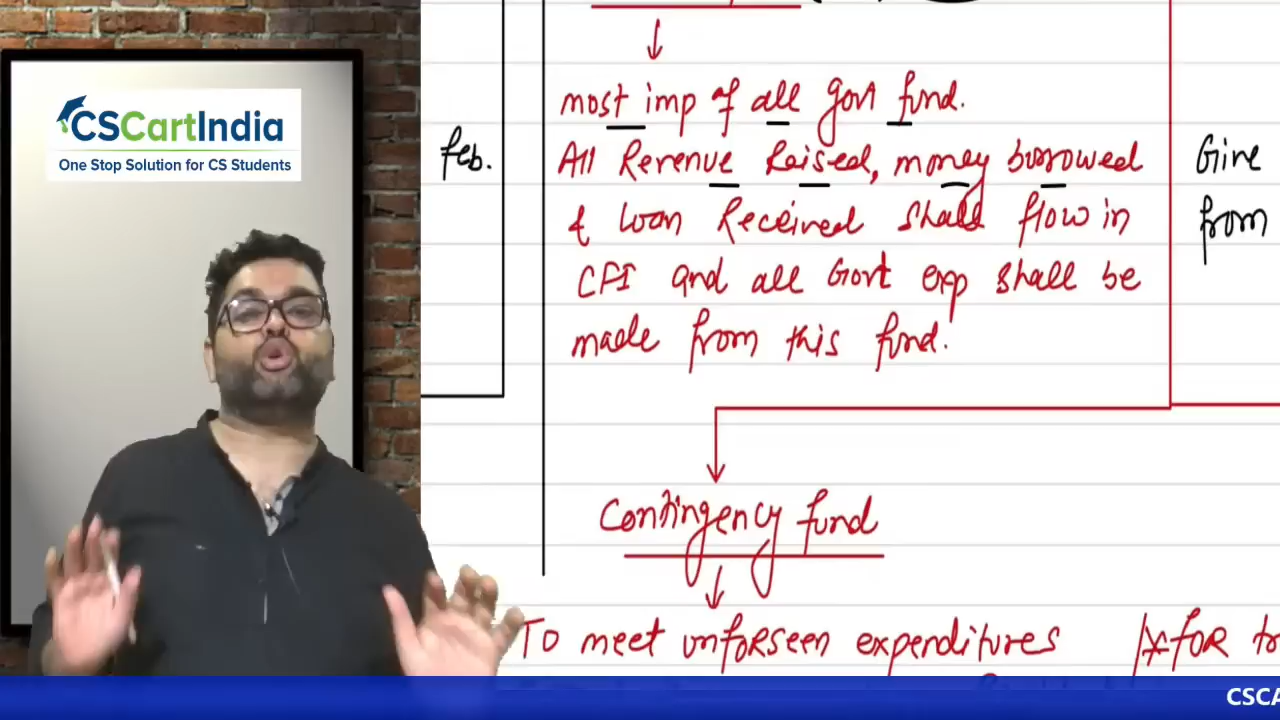 CSCartIndia
One Stop Solution for CS Students
feb.
most imp of all govt fund.
All Revenue Raised, money borrowed
& loan Received shall flow in
CFI and all Govt exp shall be
made from this fund.
Give
from
Contingency fund
To meet unforseen expenditures
*FOR to
CSCA